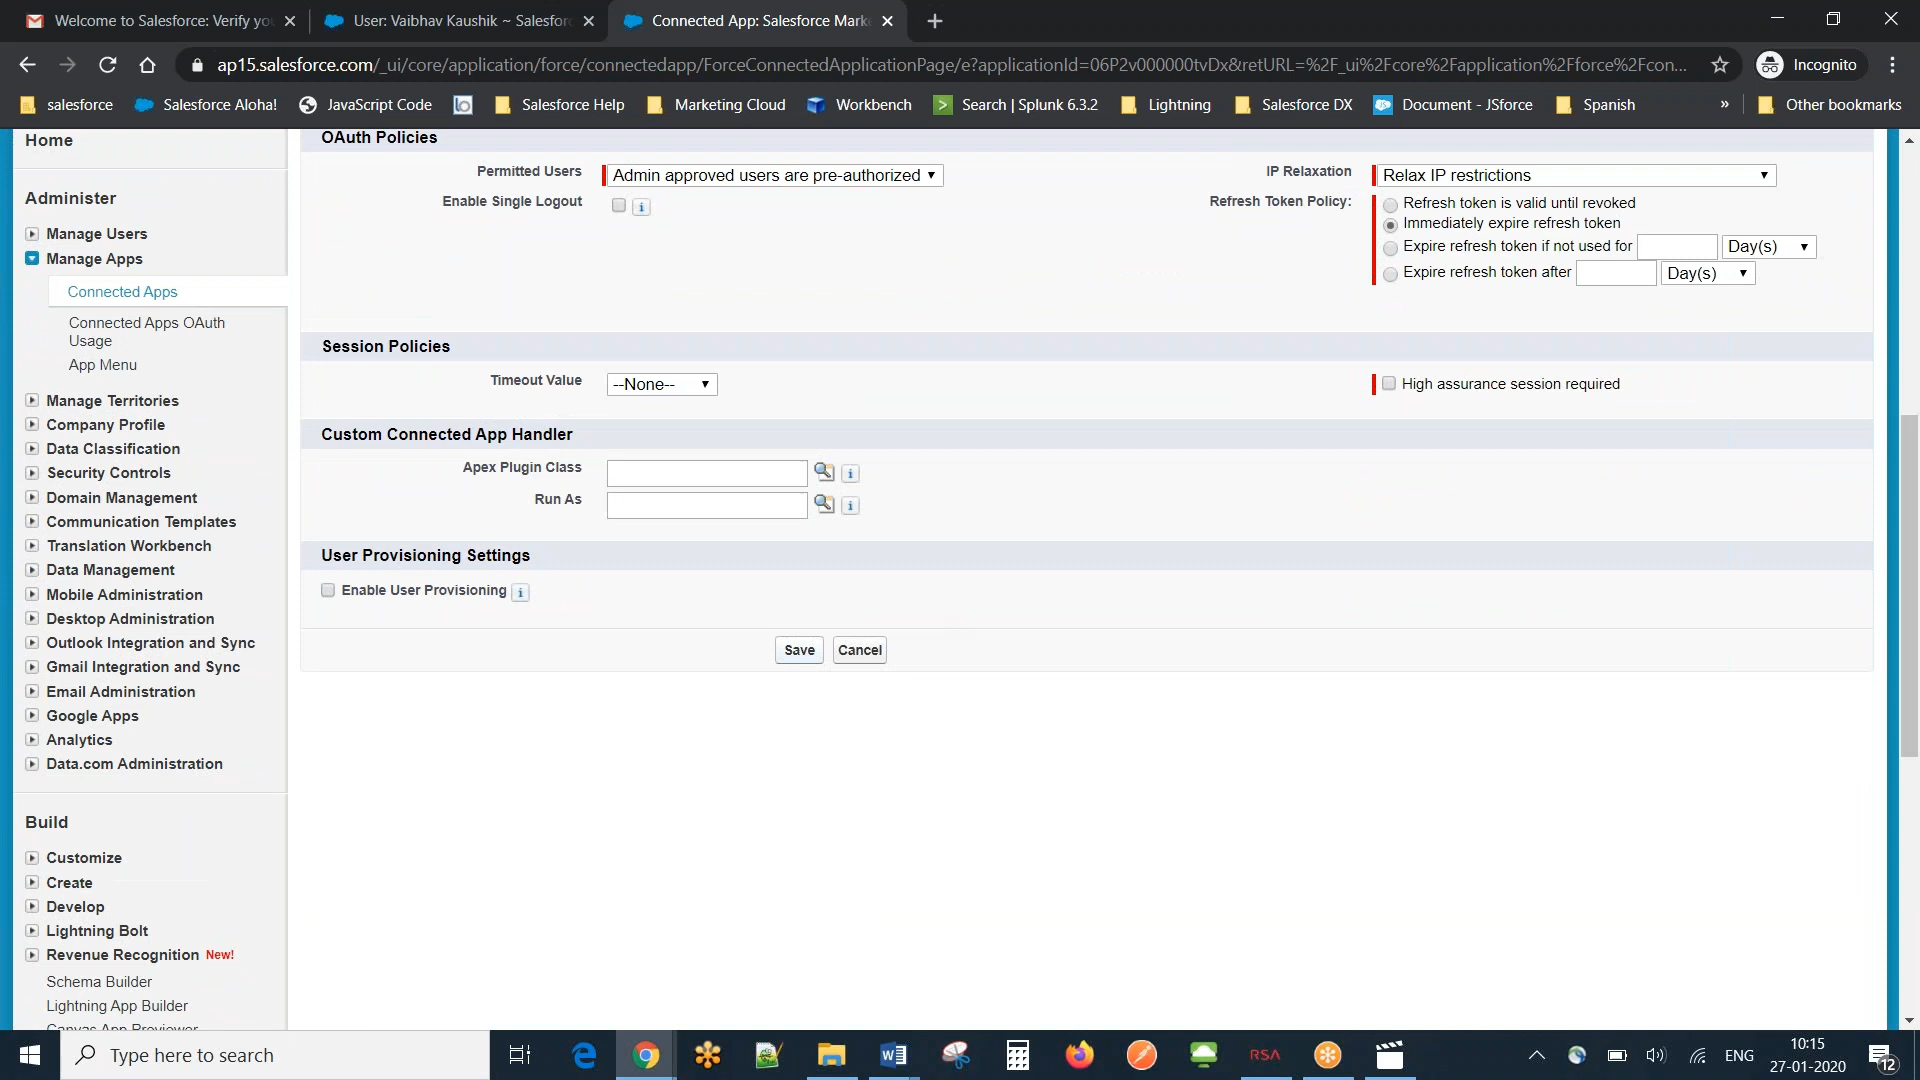 Welcome to Salesforce: Verify yo
User: Vaibhav Kaushik ~ Salesfor
Connected App: Salesforce Mark
ap15.salesforce.com/_ui/core/application/force/connectedapp/ForceConnectedApplicationPage/e?applicationId=06P2v000000tvDx&retURL=%2F_ui%2Fcore%2Fapplication%2Fforce%2Fcon...
Incognito
salesforce
Salesforce Aloha!
JavaScript Code
Salesforce Help
Marketing Cloud
Workbench
Search | Splunk 6.3.2
Lightning
Salesforce DX
Document - JSforce
Spanish
»
Other bookmarks
Home
Administer
Manage Users
Manage Apps
Connected Apps
Connected Apps OAuth
Usage
App Menu
Manage Territories
Company Profile
Data Classification
Security Controls
Domain Management
Communication Templates
Translation Workbench
Data Management
Mobile Administration
Desktop Administration
Outlook Integration and Sync
Gmail Integration and Sync
Email Administration
Google Apps
Analytics
Data.com Administration
Build
Customize
Create
Develop
Lightning Bolt
Revenue Recognition New!
Schema Builder
Lightning App Builder
Canvas App Previewer
OAuth Policies
Permitted Users
Admin approved users are pre-authorized
IP Relaxation
Relax IP restrictions
Enable Single Logout
Refresh Token Policy:
Refresh token is valid until revoked
Immediately expire refresh token
Expire refresh token if not used for
Day(s)
Expire refresh token after
Day(s)
Session Policies
Timeout Value
--None--
High assurance session required
Custom Connected App Handler
Apex Plugin Class
Run As
User Provisioning Settings
Enable User Provisioning
Save
Cancel
Type here to search
RSA
ENG
10:15
27-01-2020
12